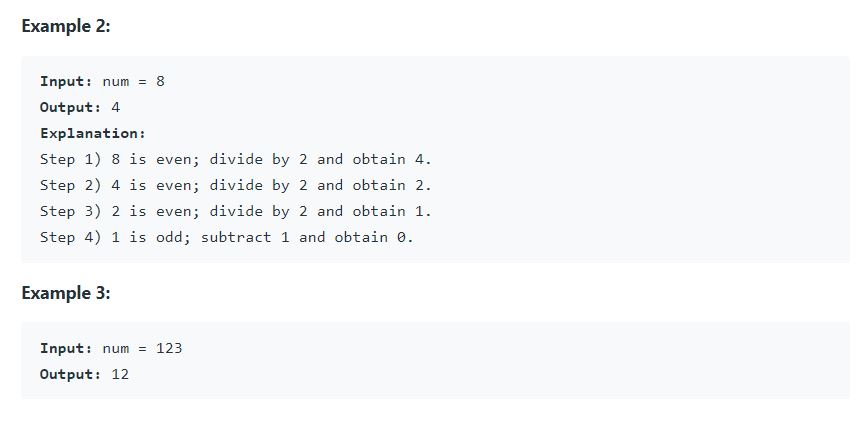 Example 2:
Input: num = 8
Output: 4
Explanation:
Step 1) 8 is even; divide by 2 and obtain 4.
Step 2) 4 is even; divide by 2 and obtain 2.
Step 3) 2 is even; divide by 2 and obtain 1.
Step 4) 1 is odd; subtract 1 and obtain 0.
Example 3:
Input: num = 123
Output: 12